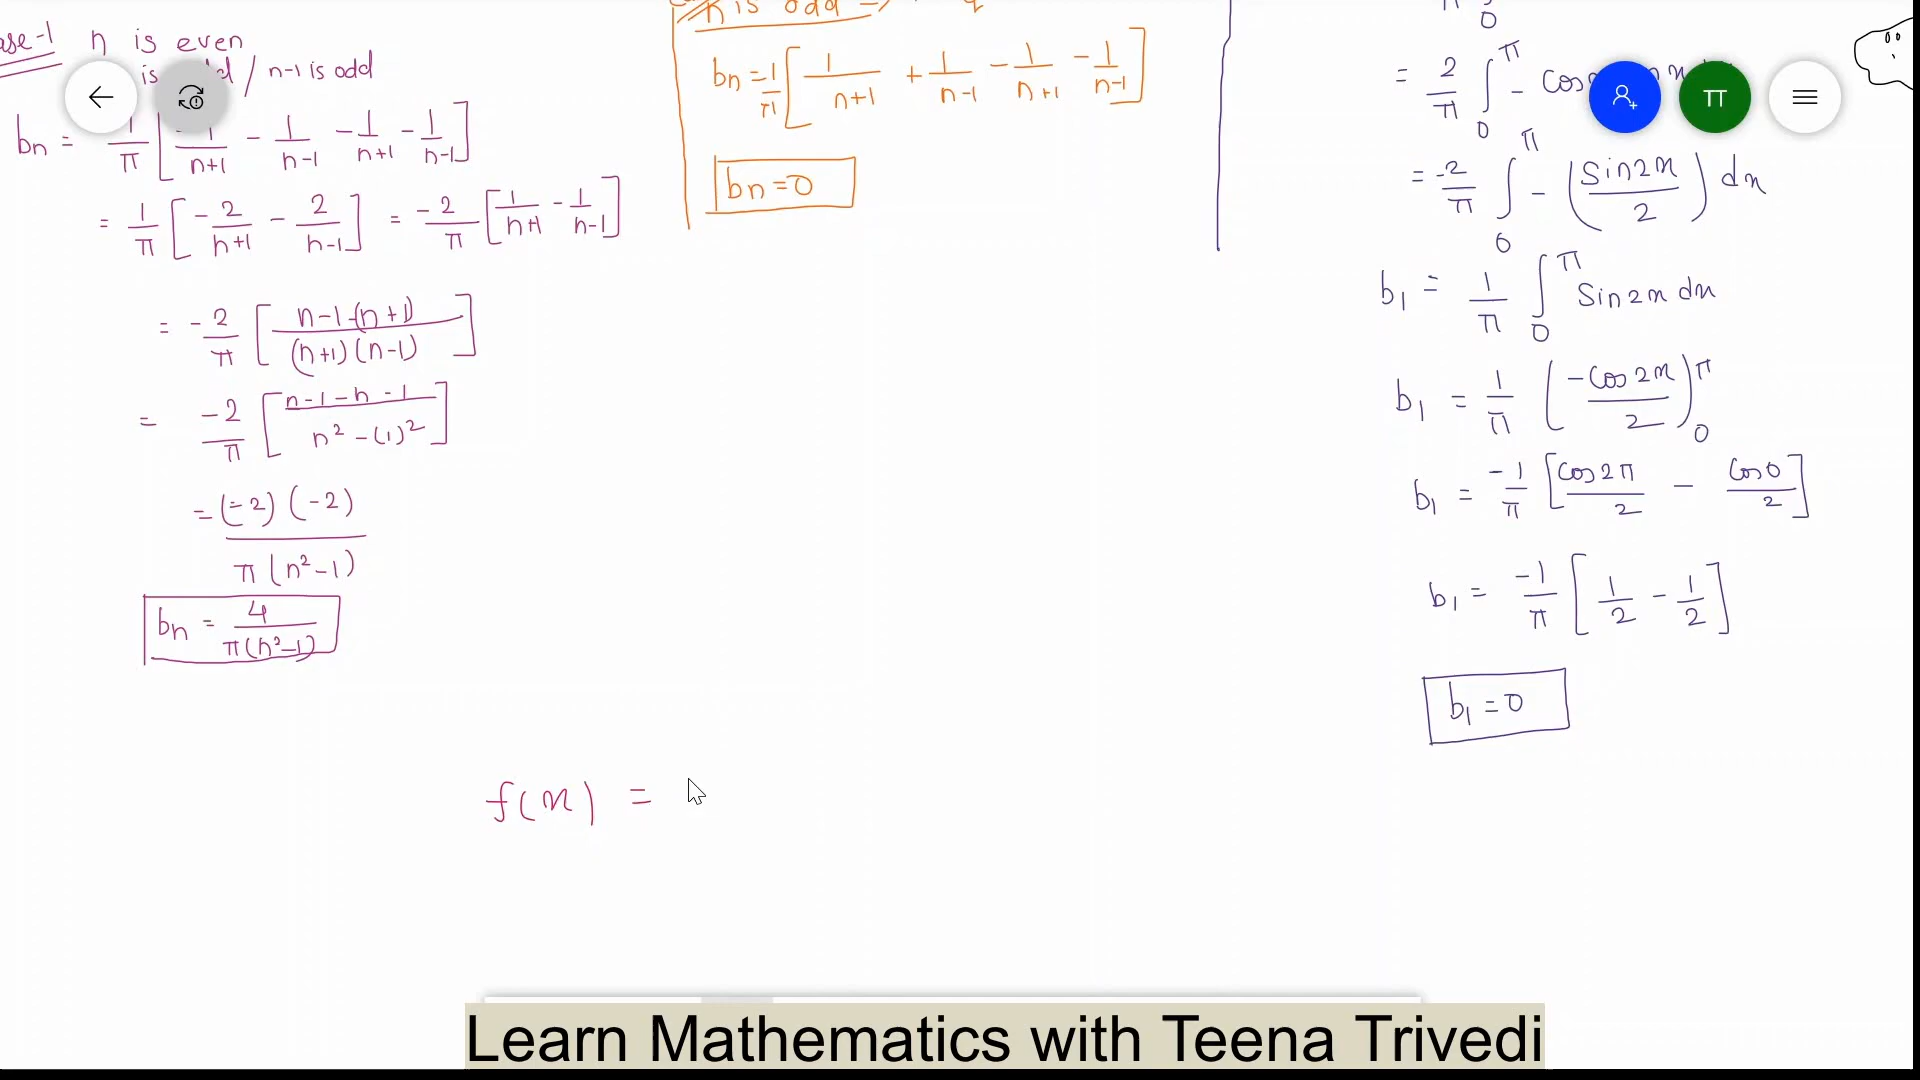 ase-1 n is even
is odd / n-1 is odd
bn = 1/π [-1/n+1 - 1/n-1 - 1/n+1 - 1/n-1]
= 1/π [-2/n+1 - 2/n-1] = -2/π [1/n+1 - 1/n-1]
= -2/π [n-1-(n+1)/(n+1)(n-1)]
= -2/π [n-1-n-1/n²-(1)²]
= (-2)(-2)/π(n²-1)
bn = 4/π(n²-1)
n is odd ⇒
bn = 1/π [1/n+1 + 1/n-1 - 1/n+1 - 1/n-1]
bn = 0
π 0
= 2/π ∫₀^π - cos
= -2/π ∫₀^π - (Sin2x/2) dx
b₁ = 1/π ∫₀^π Sin2x dx
b₁ = 1/π (-Cos2x/2)₀^π
b₁ = -1/π [Cos2π/2 - Cos0/2]
b₁ = -1/π [1/2 - 1/2]
b₁ = 0
f(x) =
Learn Mathematics with Teena Trivedi